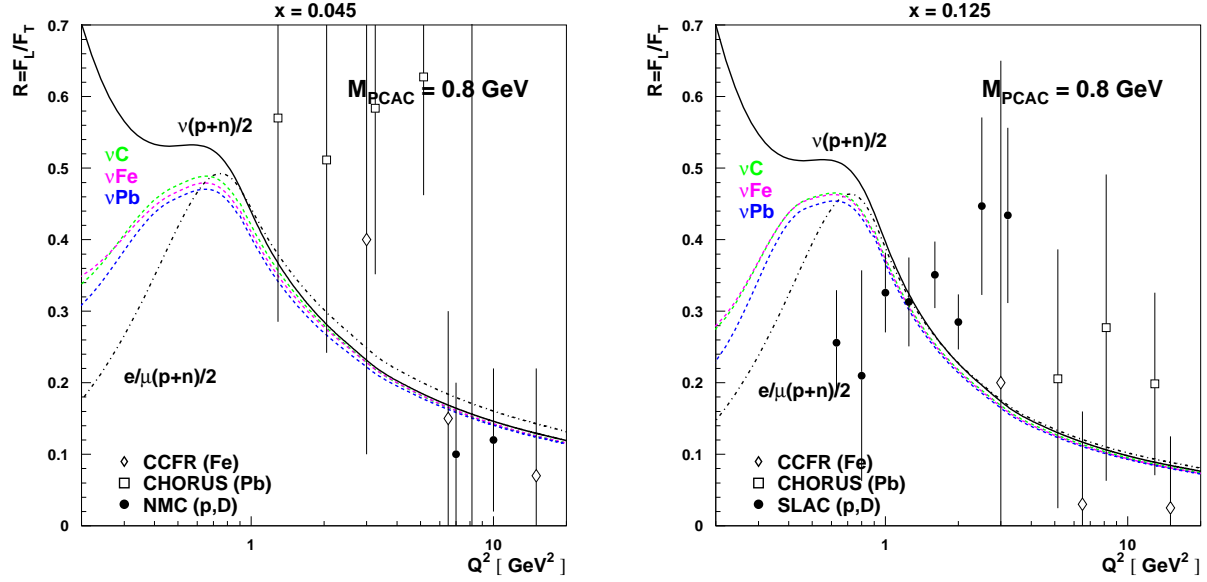 x = 0.045
R=F_L/F_T
0.7
0.6
0.5
0.4
0.3
0.2
0.1
0
M_PCAC = 0.8 GeV
ν(p+n)/2
νC
νFe
νPb
e/μ(p+n)/2
CCFR (Fe)
CHORUS (Pb)
NMC (p,D)
1
10
Q² [ GeV² ]
x = 0.125
R=F_L/F_T
0.7
0.6
0.5
0.4
0.3
0.2
0.1
0
M_PCAC = 0.8 GeV
ν(p+n)/2
νC
νFe
νPb
e/μ(p+n)/2
CCFR (Fe)
CHORUS (Pb)
SLAC (p,D)
1
10
Q² [ GeV² ]